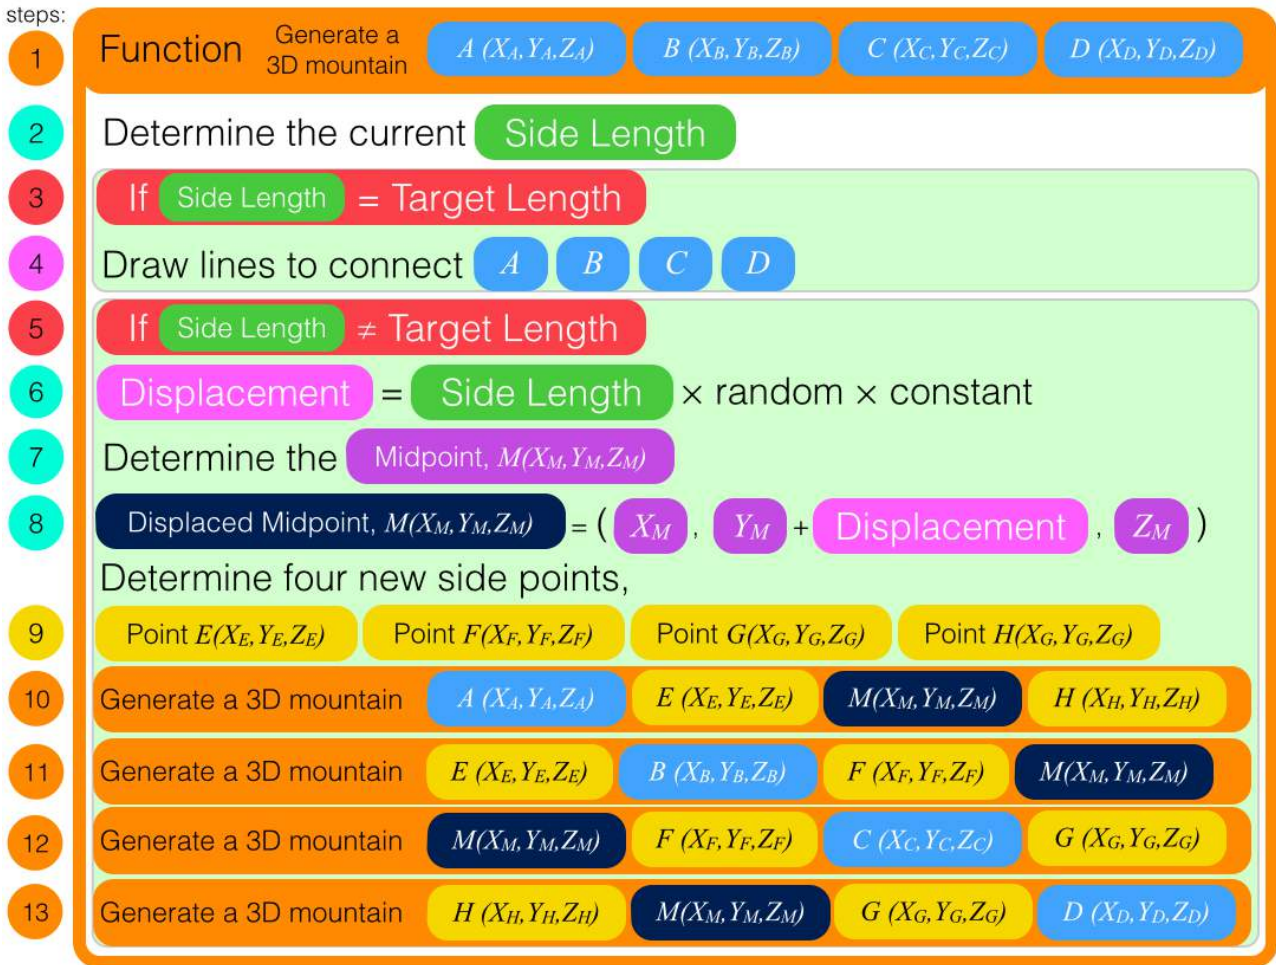 steps:
1 Function Generate a 3D mountain A (XA,YA,ZA) B (XB,YB,ZB) C (XC,YC,ZC) D (XD,YD,ZD)
2 Determine the current Side Length
3 If Side Length = Target Length
4 Draw lines to connect A B C D
5 If Side Length ≠ Target Length
6 Displacement = Side Length × random × constant
7 Determine the Midpoint, M(XM,YM,ZM)
8 Displaced Midpoint, M(XM,YM,ZM) = ( XM , YM + Displacement , ZM )
Determine four new side points,
9 Point E(XE,YE,ZE) Point F(XF,YF,ZF) Point G(XG,YG,ZG) Point H(XG,YG,ZG)
10 Generate a 3D mountain A (XA,YA,ZA) E (XE,YE,ZE) M(XM,YM,ZM) H (XH,YH,ZH)
11 Generate a 3D mountain E (XE,YE,ZE) B (XB,YB,ZB) F (XF,YF,ZF) M(XM,YM,ZM)
12 Generate a 3D mountain M(XM,YM,ZM) F (XF,YF,ZF) C (XC,YC,ZC) G (XG,YG,ZG)
13 Generate a 3D mountain H (XH,YH,ZH) M(XM,YM,ZM) G (XG,YG,ZG) D (XD,YD,ZD)